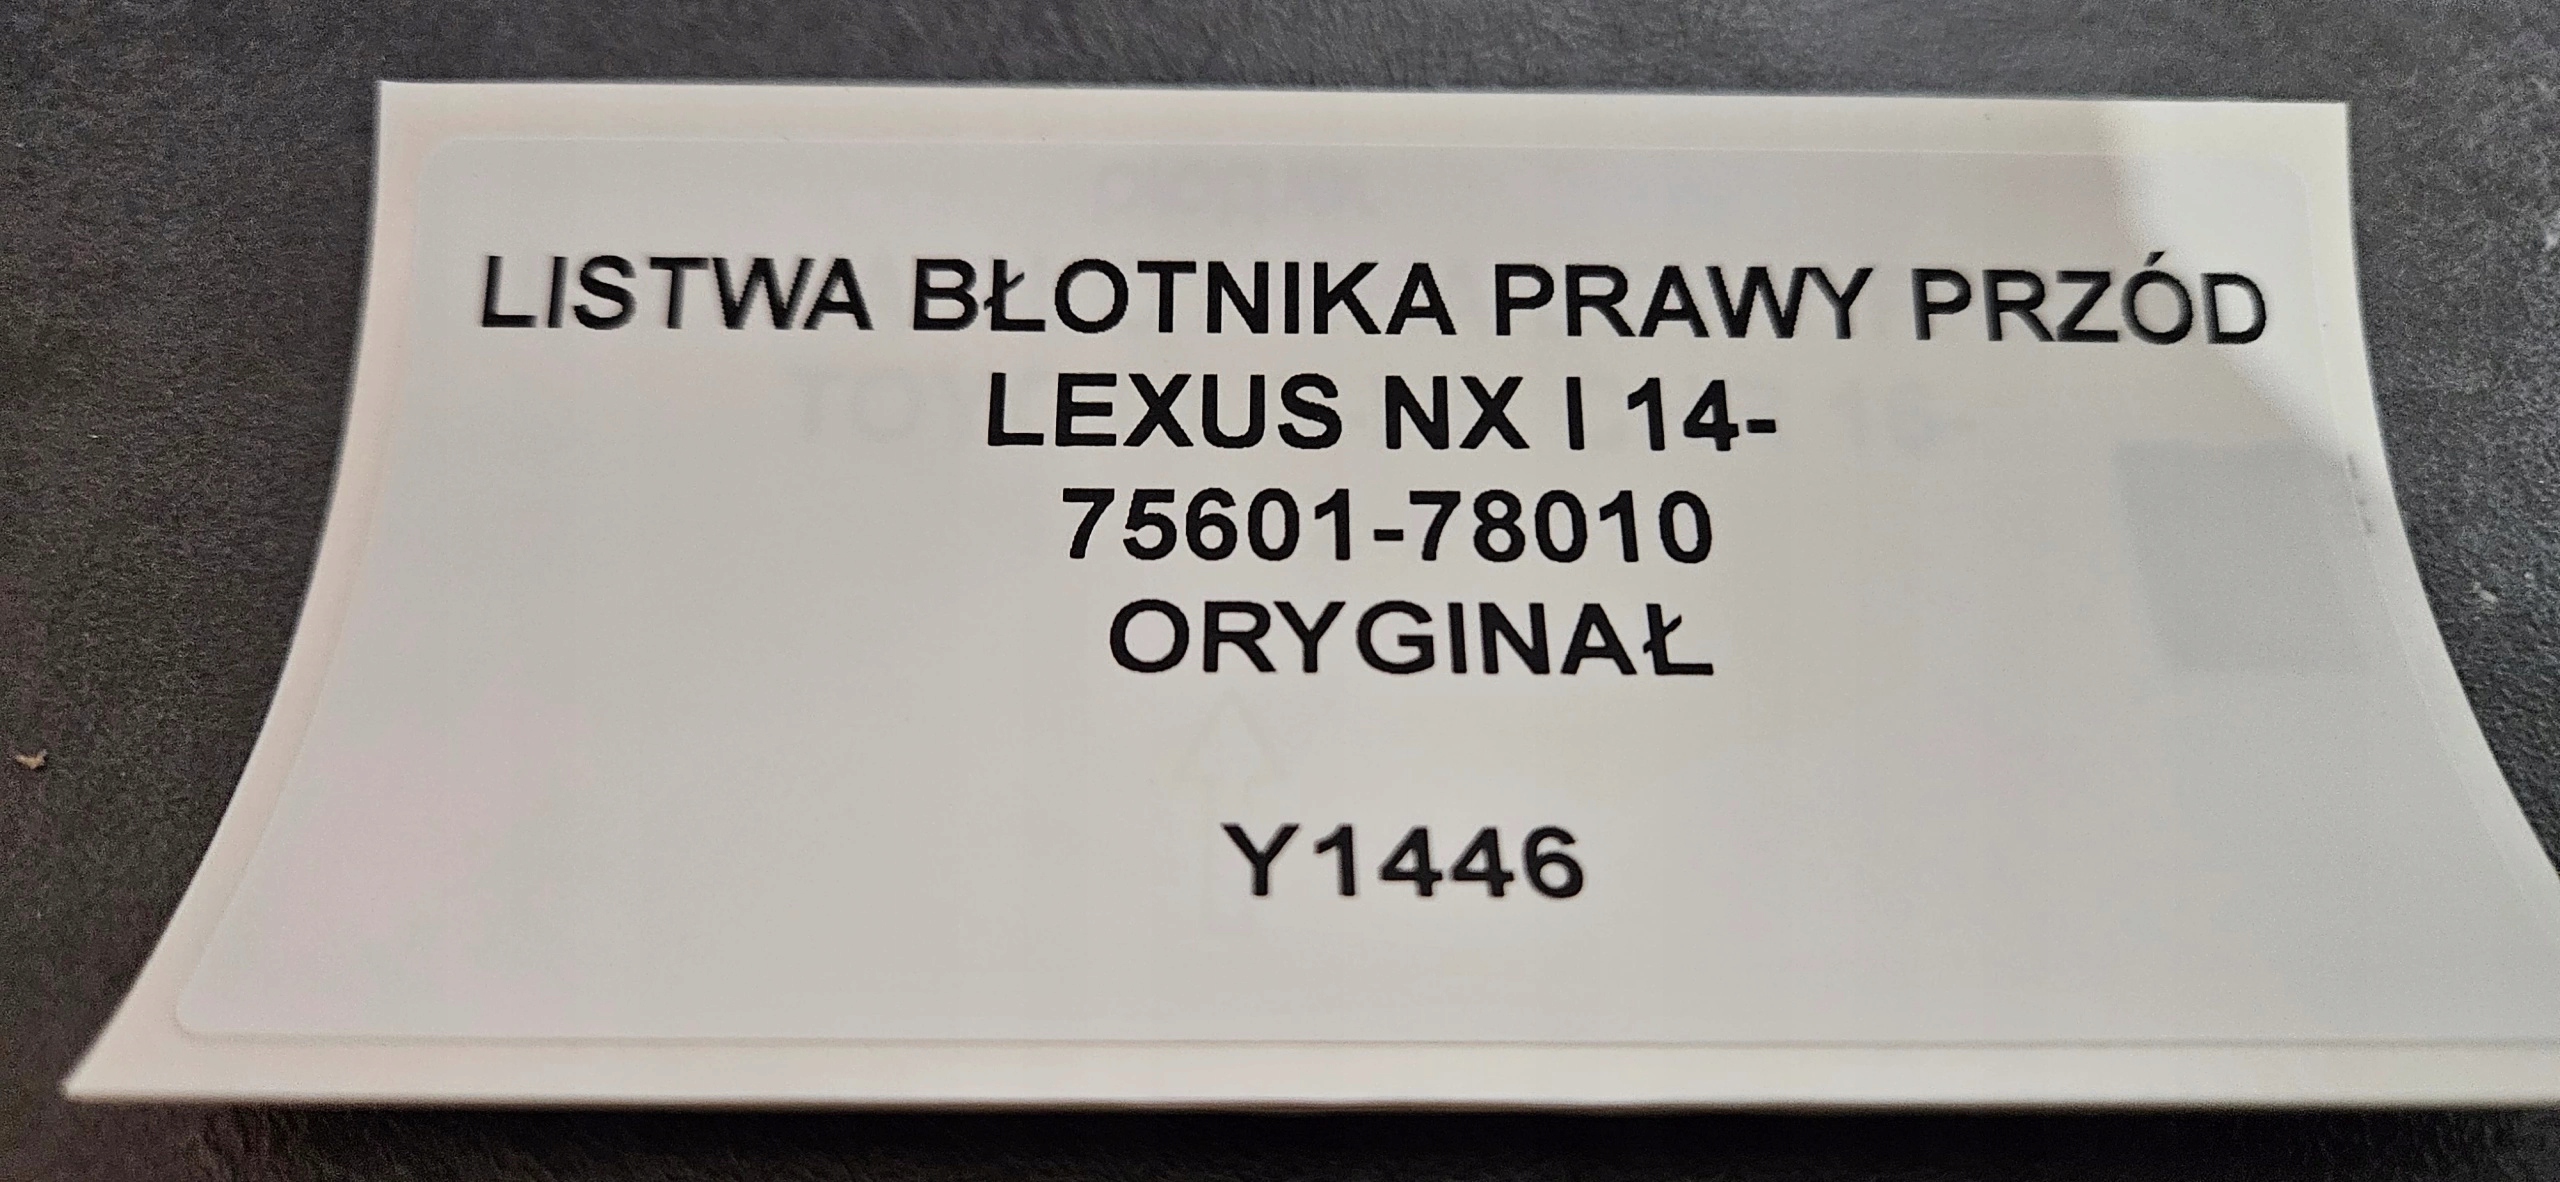 LISTWA BŁOTNIKA PRAWY PRZÓD
LEXUS NX I 14-
75601-78010
ORYGINAŁ
Y1446